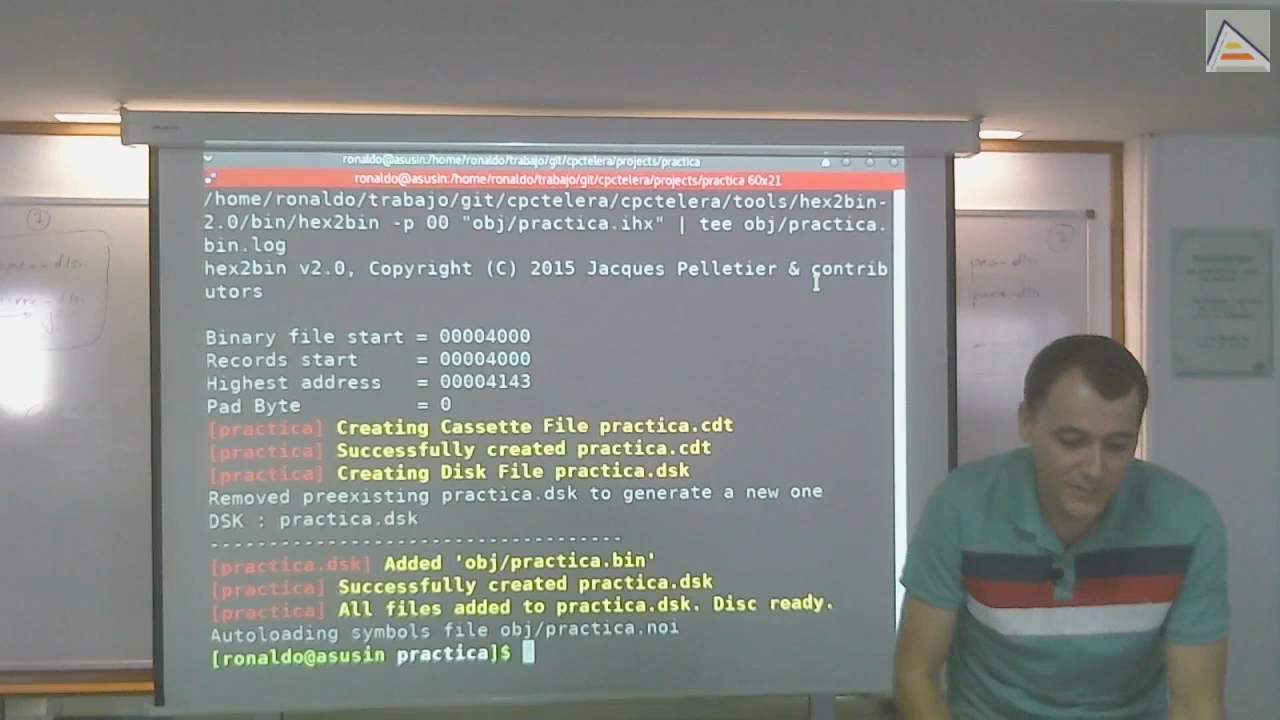 ronaldo@asusin:/home/ronaldo/trabajo/git/cpctelera/projects/practica
ronaldo@asusin:/home/ronaldo/trabajo/git/cpctelera/projects/practica 60x21
/home/ronaldo/trabajo/git/cpctelera/cpctelera/tools/hex2bin-
2.0/bin/hex2bin -p 00 "obj/practica.ihx" | tee obj/practica.
bin.log
hex2bin v2.0, Copyright (C) 2015 Jacques Pelletier & contrib
utors
Binary file start = 00004000
Records start = 00004000
Highest address = 00004143
Pad Byte = 0
[practica] Creating Cassette File practica.cdt
[practica] Successfully created practica.cdt
[practica] Creating Disk File practica.dsk
Removed preexisting practica.dsk to generate a new one
DSK : practica.dsk
-----------------------------------
[practica.dsk] Added 'obj/practica.bin'
[practica] Successfully created practica.dsk
[practica] All files added to practica.dsk. Disc ready.
Autoloading symbols file obj/practica.noi
[ronaldo@asusin practica]$